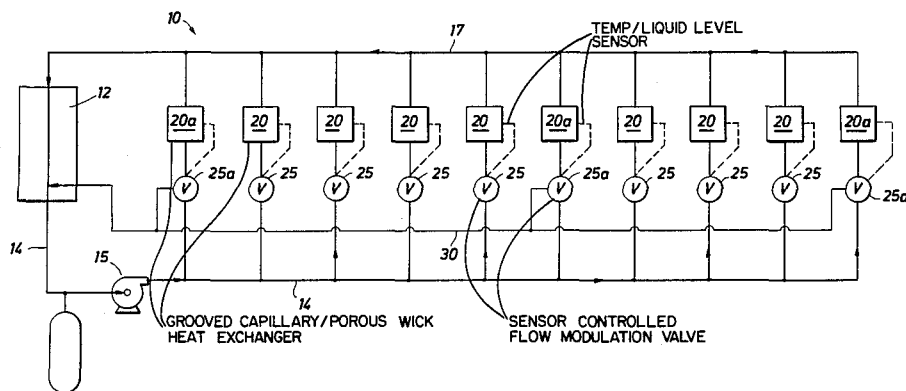 10
17
TEMP/LIQUID LEVEL
SENSOR
12
20a
20
20
20
20
20a
20
20
20
20a
V
25a
V
25
V
25
V
25
V
25
V
25a
V
25
V
25
V
25
V
25a
14
15
30
14
GROOVED CAPILLARY/POROUS WICK
HEAT EXCHANGER
SENSOR CONTROLLED
FLOW MODULATION VALVE